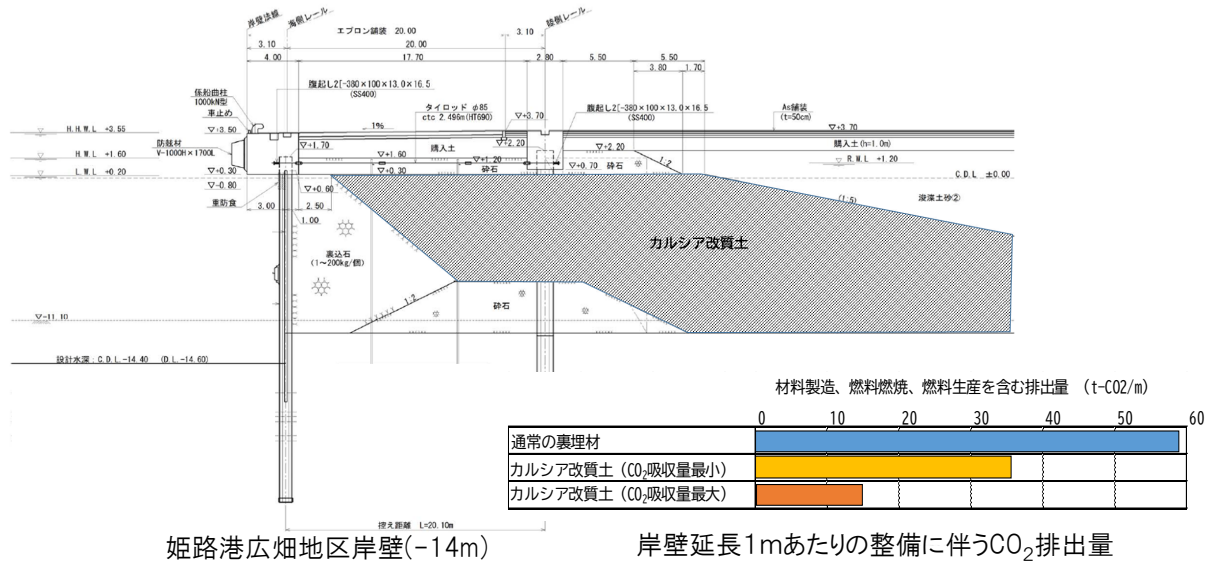 岸壁法線
海側レール
陸側レール
エプロン舗装 20.00
3.10
3.10
20.00
4.00
17.70
2.80
5.50
5.50
3.80
1.70
腹起し2[-380×100×13.0×16.5
(SS400)
係船曲柱
1000kN型
車止め
タイロッド φ85
ctc 2.496m(HT690)
腹起し2[-380×100×13.0×16.5
(SS400)
As舗装
(t=50cm)
H.H.W.L +3.55
▽+3.50
1%
▽+3.70
▽+3.70
防舷材
V-1000H×1700L
▽+1.70
購入土
▽+2.20
▽+2.20
購入土(h=1.0m)
H.W.L +1.60
▽+1.60
▽+1.20
R.W.L +1.20
1:2
L.W.L +0.20
▽+0.30
▽+0.30
砕石
▽+0.70
砕石
C.D.L ±0.00
▽-0.80
▽+0.60
重防食
3.00
2.50
1.00
(1:5)
浚渫土砂②
カルシア改質土
裏込石
(1~200kg/個)
1:2
砕石
▽-11.10
設計水深:C.D.L.-14.40 (D.L.-14.60)
控え距離 L=20.10m
姫路港広畑地区岸壁(-14m)
材料製造、燃料燃焼、燃料生産を含む排出量 (t-CO2/m)
0 10 20 30 40 50 60
通常の裏埋材
カルシア改質土(CO₂吸収量最小)
カルシア改質土(CO₂吸収量最大)
岸壁延長1mあたりの整備に伴うCO₂排出量